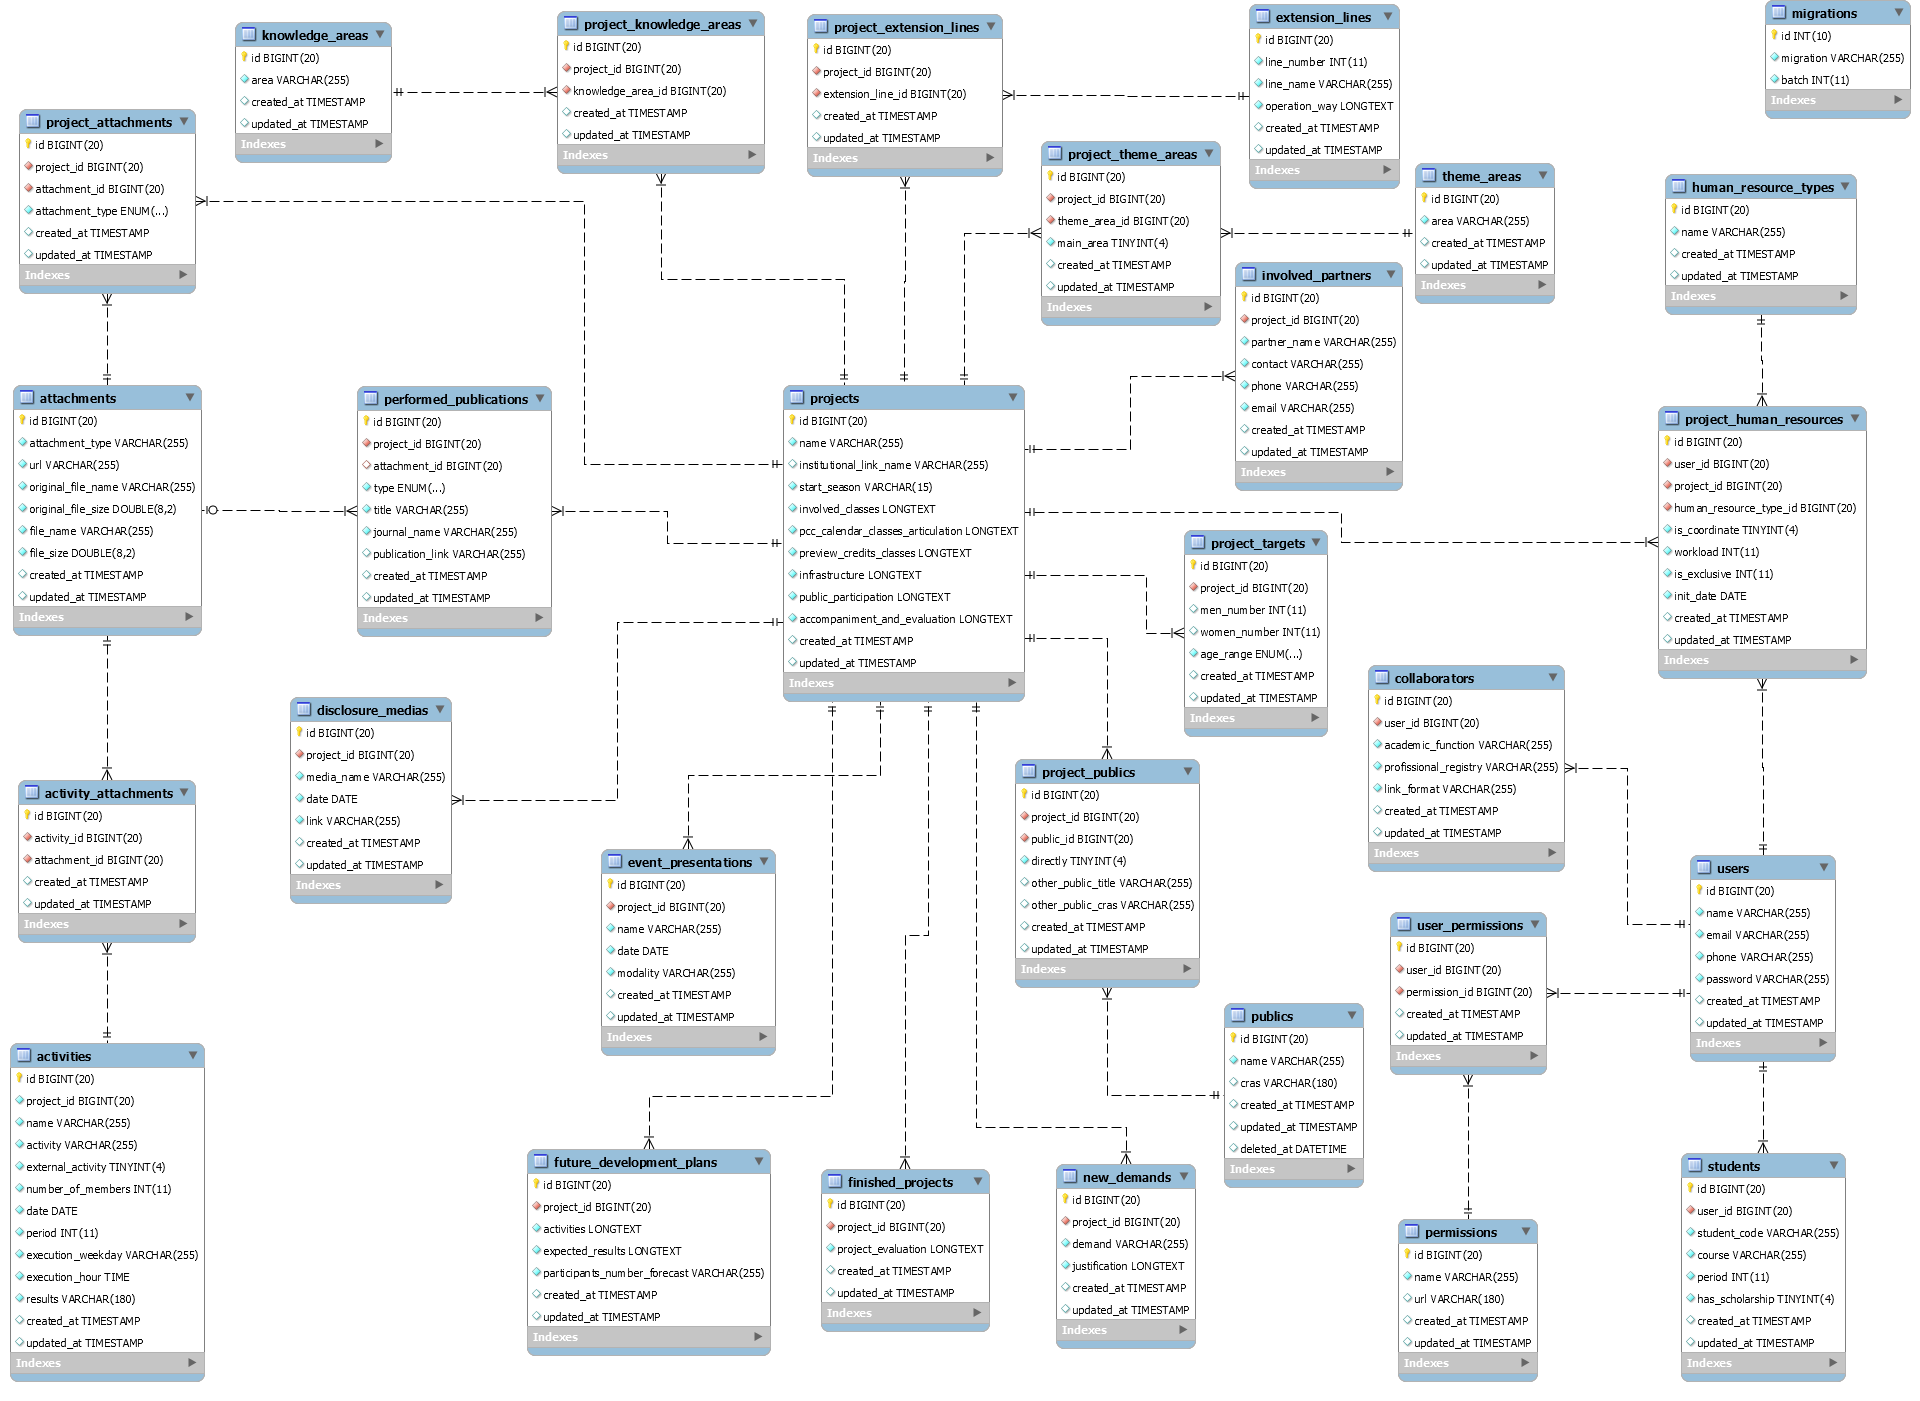 knowledge_areas
id BIGINT(20)
area VARCHAR(255)
created_at TIMESTAMP
updated_at TIMESTAMP
Indexes
project_knowledge_areas
id BIGINT(20)
project_id BIGINT(20)
knowledge_area_id BIGINT(20)
created_at TIMESTAMP
updated_at TIMESTAMP
Indexes
project_extension_lines
id BIGINT(20)
project_id BIGINT(20)
extension_line_id BIGINT(20)
created_at TIMESTAMP
updated_at TIMESTAMP
Indexes
extension_lines
id BIGINT(20)
line_number INT(11)
line_name VARCHAR(255)
operation_way LONGTEXT
created_at TIMESTAMP
updated_at TIMESTAMP
Indexes
migrations
id INT(10)
migration VARCHAR(255)
batch INT(11)
Indexes
project_attachments
id BIGINT(20)
project_id BIGINT(20)
attachment_id BIGINT(20)
attachment_type ENUM(...)
created_at TIMESTAMP
updated_at TIMESTAMP
Indexes
project_theme_areas
id BIGINT(20)
project_id BIGINT(20)
theme_area_id BIGINT(20)
main_area TINYINT(4)
created_at TIMESTAMP
updated_at TIMESTAMP
Indexes
theme_areas
id BIGINT(20)
area VARCHAR(255)
created_at TIMESTAMP
updated_at TIMESTAMP
Indexes
human_resource_types
id BIGINT(20)
name VARCHAR(255)
created_at TIMESTAMP
updated_at TIMESTAMP
Indexes
involved_partners
id BIGINT(20)
project_id BIGINT(20)
partner_name VARCHAR(255)
contact VARCHAR(255)
phone VARCHAR(255)
email VARCHAR(255)
created_at TIMESTAMP
updated_at TIMESTAMP
Indexes
attachments
id BIGINT(20)
attachment_type VARCHAR(255)
url VARCHAR(255)
original_file_name VARCHAR(255)
original_file_size DOUBLE(8,2)
file_name VARCHAR(255)
file_size DOUBLE(8,2)
created_at TIMESTAMP
updated_at TIMESTAMP
Indexes
performed_publications
id BIGINT(20)
project_id BIGINT(20)
attachment_id BIGINT(20)
type ENUM(...)
title VARCHAR(255)
journal_name VARCHAR(255)
publication_link VARCHAR(255)
created_at TIMESTAMP
updated_at TIMESTAMP
Indexes
projects
id BIGINT(20)
name VARCHAR(255)
institutional_link_name VARCHAR(255)
start_season VARCHAR(15)
involved_classes LONGTEXT
pcc_calendar_classes_articulation LONGTEXT
preview_credits_classes LONGTEXT
infrastructure LONGTEXT
public_participation LONGTEXT
accompaniment_and_evaluation LONGTEXT
created_at TIMESTAMP
updated_at TIMESTAMP
Indexes
project_human_resources
id BIGINT(20)
user_id BIGINT(20)
project_id BIGINT(20)
human_resource_type_id BIGINT(20)
is_coordinate TINYINT(4)
workload INT(11)
is_exclusive INT(11)
init_date DATE
created_at TIMESTAMP
updated_at TIMESTAMP
Indexes
project_targets
id BIGINT(20)
project_id BIGINT(20)
men_number INT(11)
women_number INT(11)
age_range ENUM(...)
created_at TIMESTAMP
updated_at TIMESTAMP
Indexes
collaborators
id BIGINT(20)
user_id BIGINT(20)
academic_function VARCHAR(255)
profissional_registry VARCHAR(255)
link_format VARCHAR(255)
created_at TIMESTAMP
updated_at TIMESTAMP
Indexes
disclosure_medias
id BIGINT(20)
project_id BIGINT(20)
media_name VARCHAR(255)
date DATE
link VARCHAR(255)
created_at TIMESTAMP
updated_at TIMESTAMP
Indexes
project_publics
id BIGINT(20)
project_id BIGINT(20)
public_id BIGINT(20)
directly TINYINT(4)
other_public_title VARCHAR(255)
other_public_cras VARCHAR(255)
created_at TIMESTAMP
updated_at TIMESTAMP
Indexes
activity_attachments
id BIGINT(20)
activity_id BIGINT(20)
attachment_id BIGINT(20)
created_at TIMESTAMP
updated_at TIMESTAMP
Indexes
event_presentations
id BIGINT(20)
project_id BIGINT(20)
name VARCHAR(255)
date DATE
modality VARCHAR(255)
created_at TIMESTAMP
updated_at TIMESTAMP
Indexes
users
id BIGINT(20)
name VARCHAR(255)
email VARCHAR(255)
phone VARCHAR(255)
password VARCHAR(255)
created_at TIMESTAMP
updated_at TIMESTAMP
Indexes
user_permissions
id BIGINT(20)
user_id BIGINT(20)
permission_id BIGINT(20)
created_at TIMESTAMP
updated_at TIMESTAMP
Indexes
publics
id BIGINT(20)
name VARCHAR(255)
cras VARCHAR(180)
created_at TIMESTAMP
updated_at TIMESTAMP
deleted_at DATETIME
Indexes
activities
id BIGINT(20)
project_id BIGINT(20)
name VARCHAR(255)
activity VARCHAR(255)
external_activity TINYINT(4)
number_of_members INT(11)
date DATE
period INT(11)
execution_weekday VARCHAR(255)
execution_hour TIME
results VARCHAR(180)
created_at TIMESTAMP
updated_at TIMESTAMP
Indexes
future_development_plans
id BIGINT(20)
project_id BIGINT(20)
activities LONGTEXT
expected_results LONGTEXT
participants_number_forecast VARCHAR(255)
created_at TIMESTAMP
updated_at TIMESTAMP
Indexes
finished_projects
id BIGINT(20)
project_id BIGINT(20)
project_evaluation LONGTEXT
created_at TIMESTAMP
updated_at TIMESTAMP
Indexes
new_demands
id BIGINT(20)
project_id BIGINT(20)
demand VARCHAR(255)
justification LONGTEXT
created_at TIMESTAMP
updated_at TIMESTAMP
Indexes
permissions
id BIGINT(20)
name VARCHAR(255)
url VARCHAR(180)
created_at TIMESTAMP
updated_at TIMESTAMP
Indexes
students
id BIGINT(20)
user_id BIGINT(20)
student_code VARCHAR(255)
course VARCHAR(255)
period INT(11)
has_scholarship TINYINT(4)
created_at TIMESTAMP
updated_at TIMESTAMP
Indexes